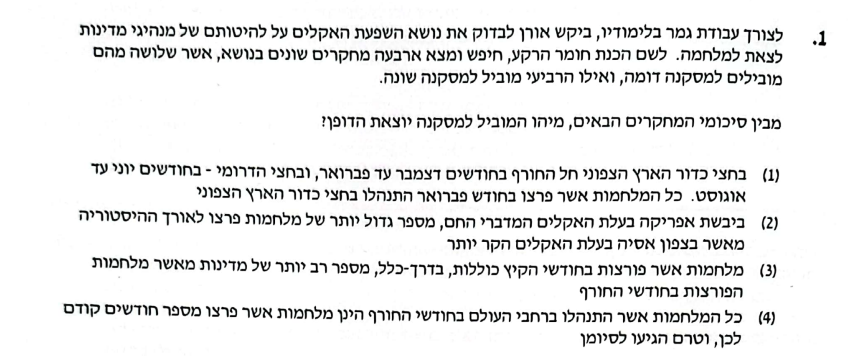 1. לצורך עבודת גמר בלימודיו, ביקש אורן לבדוק את נושא השפעת האקלים על להיטותם של מנהיגי מדינות
לצאת למלחמה. לשם הכנת חומר הרקע, חיפש ומצא ארבעה מחקרים שונים בנושא, אשר שלושה מהם
מובילים למסקנה דומה, ואילו הרביעי מוביל למסקנה שונה.
מבין סיכומי המחקרים הבאים, מיהו המוביל למסקנה יוצאת הדופן?
(1) בחצי כדור הארץ הצפוני חל החורף בחודשים דצמבר עד פברואר, ובחצי הדרומי - בחודשים יוני עד
אוגוסט. כל המלחמות אשר פרצו בחודש פברואר התנהלו בחצי כדור הארץ הצפוני
(2) ביבשת אפריקה בעלת האקלים המדברי החם, מספר גדול יותר של מלחמות פרצו לאורך ההיסטוריה
מאשר בצפון אסיה בעלת האקלים הקר יותר
(3) מלחמות אשר פורצות בחודשי הקיץ כוללות, בדרך-כלל, מספר רב יותר של מדינות מאשר מלחמות
הפורצות בחודשי החורף
(4) כל המלחמות אשר התנהלו ברחבי העולם בחודשי החורף הינן מלחמות אשר פרצו מספר חודשים קודם
לכן, וטרם הגיעו לסיומן